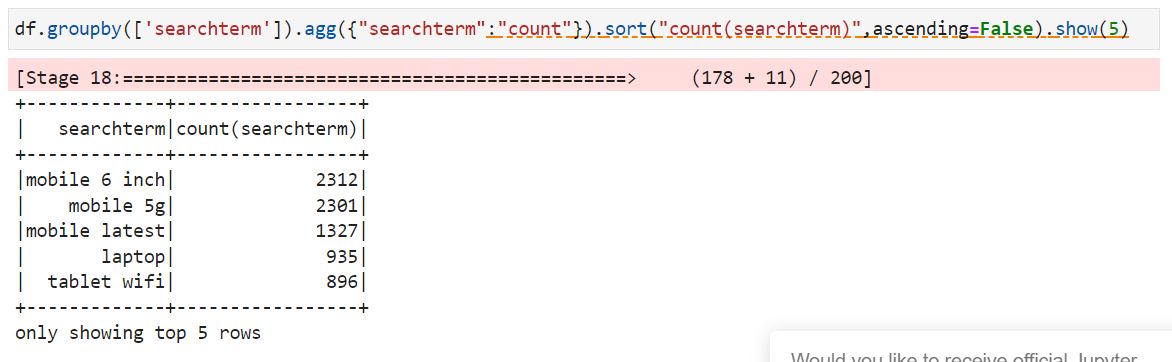 df.groupby(['searchterm']).agg({"searchterm":"count"}).sort("count(searchterm)",ascending=False).show(5)
[Stage 18:===============================================>     (178 + 11) / 200]
+-------------+-----------------+
|   searchterm|count(searchterm)|
+-------------+-----------------+
|mobile 6 inch|             2312|
|    mobile 5g|             2301|
|mobile latest|             1327|
|       laptop|              935|
|  tablet wifi|              896|
+-------------+-----------------+
only showing top 5 rows
Would you like to receive official Jupyter